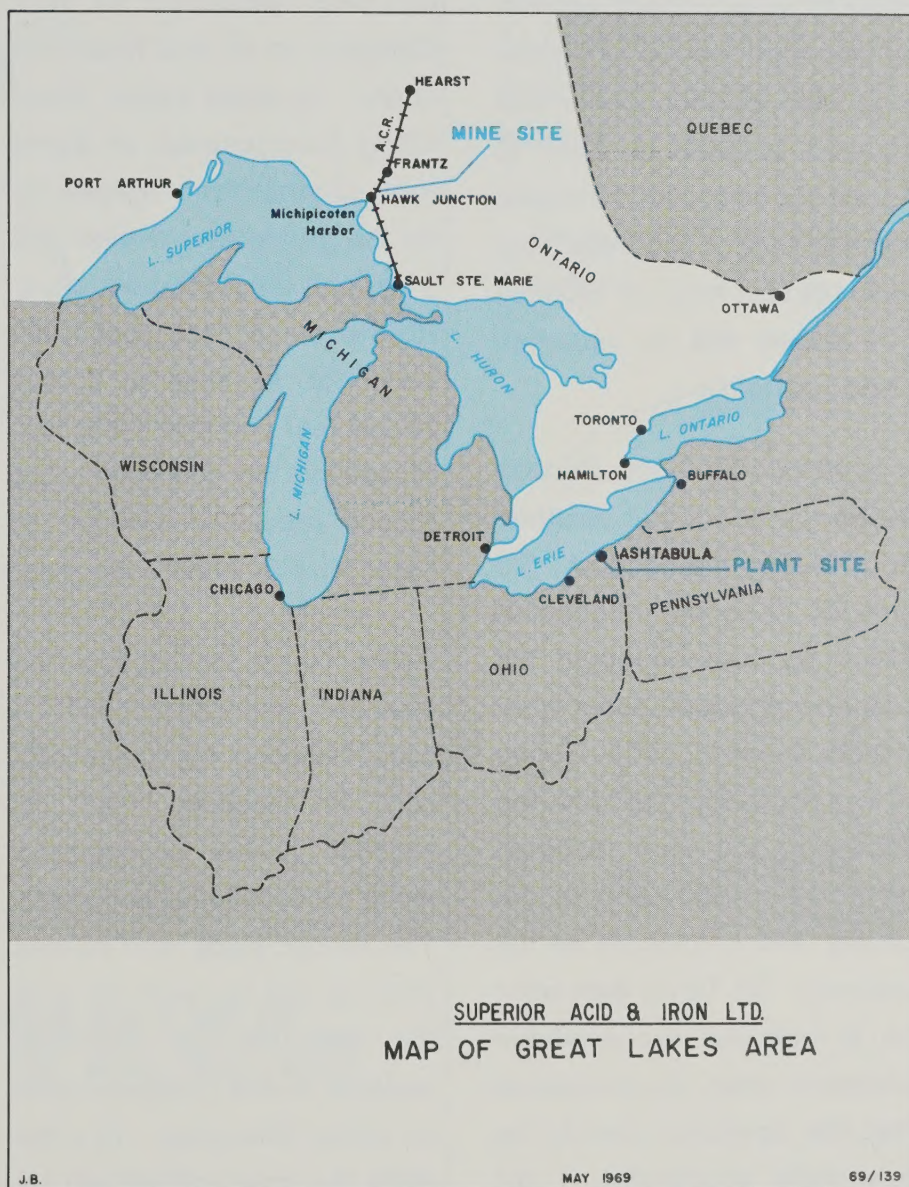 HEARST
QUEBEC
A.C.R.
MINE SITE
FRANTZ
PORT ARTHUR
HAWK JUNCTION
Michipicoten
Harbor
L. SUPERIOR
ONTARIO
SAULT STE. MARIE
OTTAWA
MICHIGAN
L. HURON
TORONTO
L. ONTARIO
WISCONSIN
L. MICHIGAN
HAMILTON
BUFFALO
DETROIT
L. ERIE
ASHTABULA
PLANT SITE
CHICAGO
CLEVELAND
PENNSYLVANIA
OHIO
ILLINOIS
INDIANA
SUPERIOR ACID & IRON LTD.
MAP OF GREAT LAKES AREA
J.B.
MAY 1969
69/139